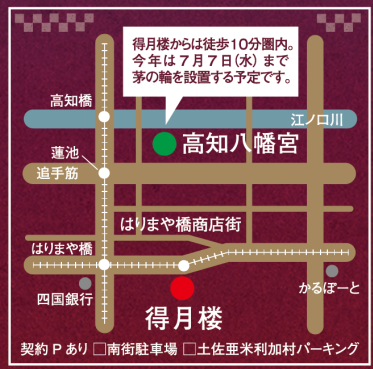 得月楼からは徒歩10分圏内。
今年は7月7日(水)まで
茅の輪を設置する予定です。
高知橋
江ノ口川
高知八幡宮
蓮池
追手筋
はりまや橋商店街
はりまや橋
四国銀行
得月楼
かるぽーと
契約Pあり □南街駐車場 □土佐亜米利加村パーキング